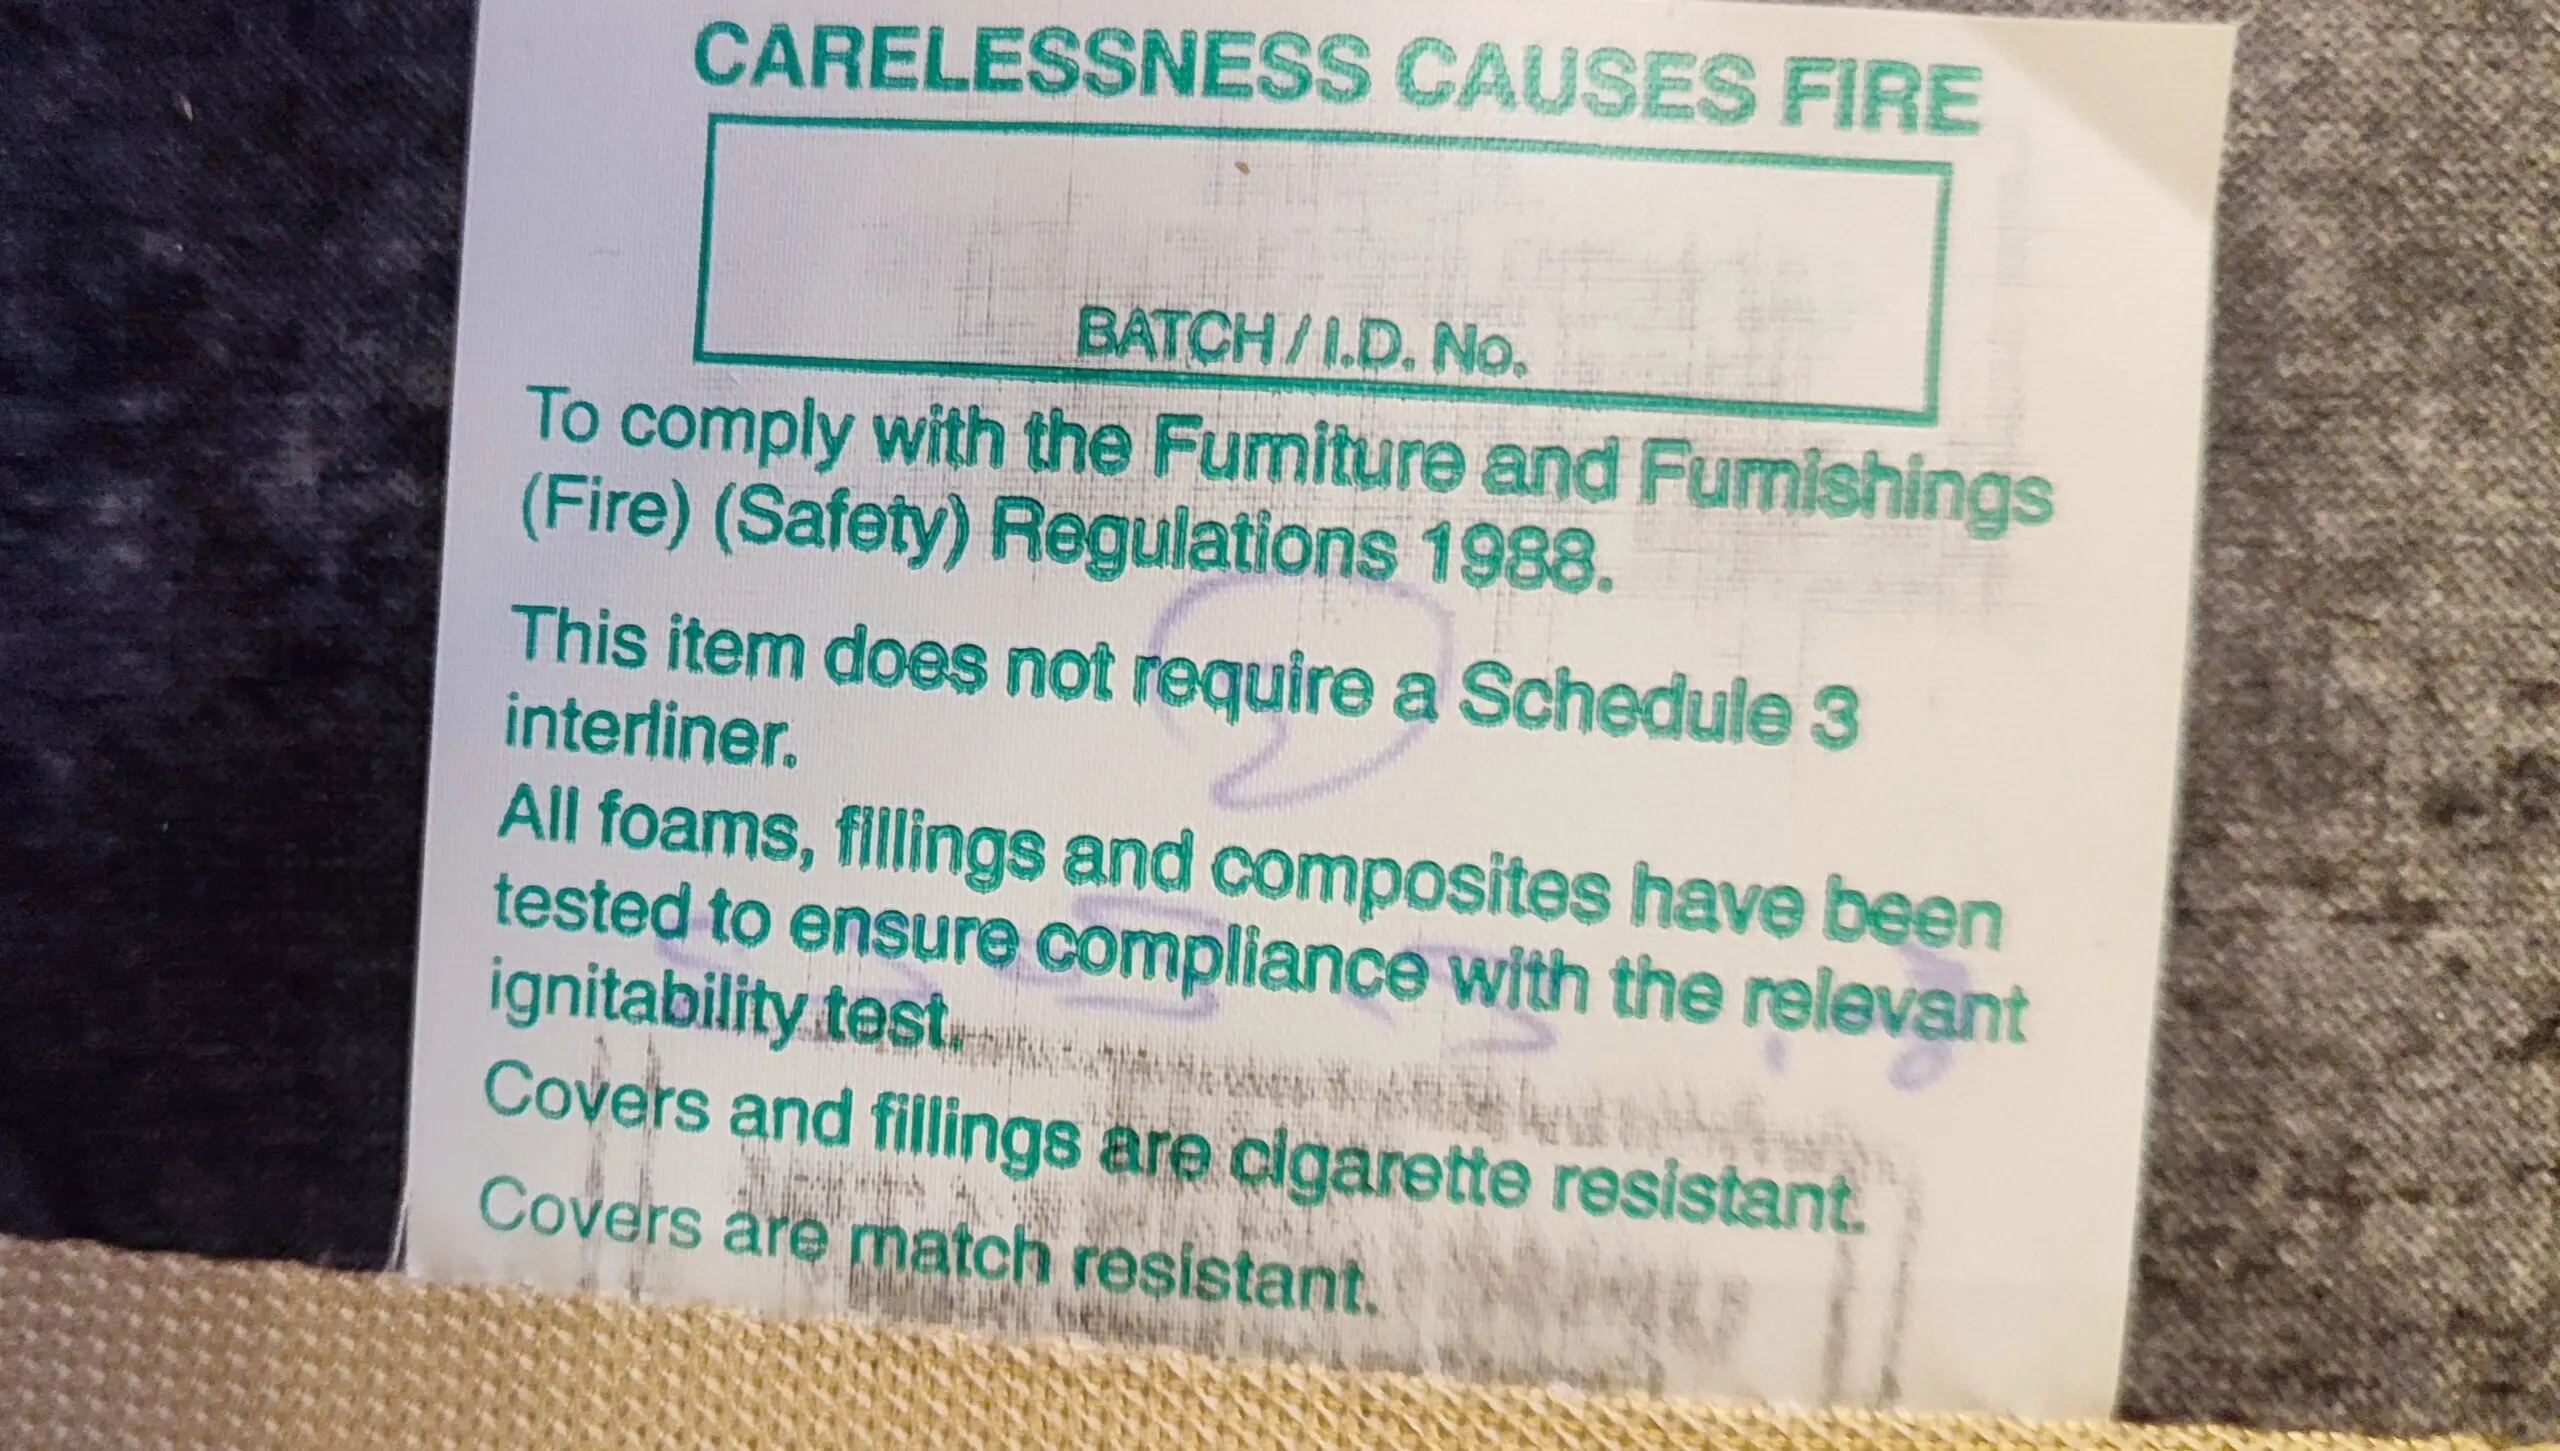 CARELESSNESS CAUSES FIRE
BATCH / I.D. No.
To comply with the Furniture and Furnishings
(Fire) (Safety) Regulations 1988.
This item does not require a Schedule 3
interliner.
All foams, fillings and composites have been
tested to ensure compliance with the relevant
ignitability test.
Covers and fillings are cigarette resistant.
Covers are match resistant.